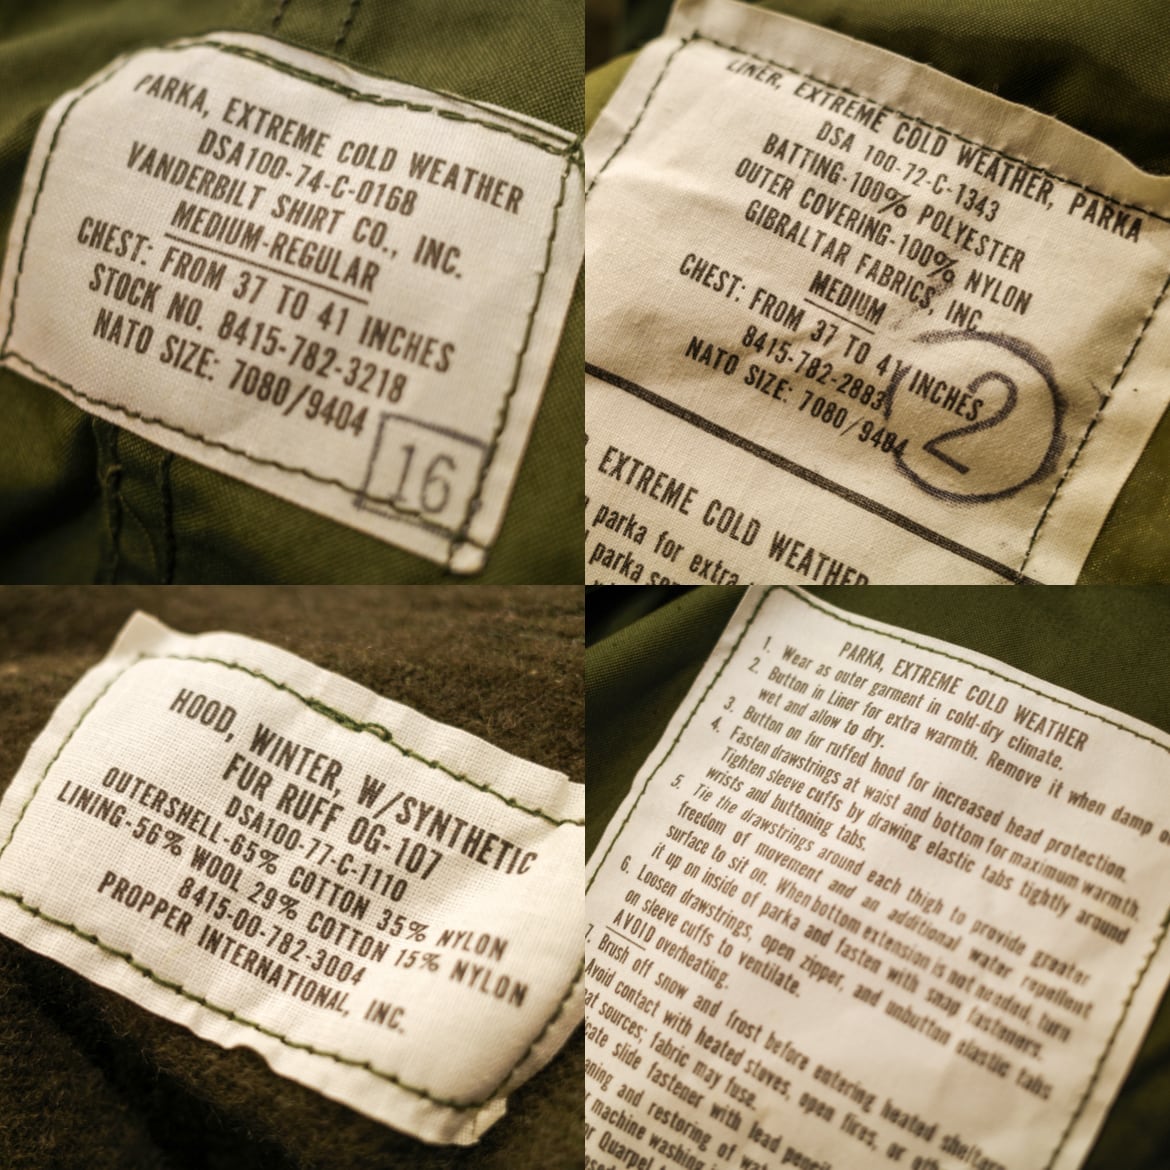 PARKA, EXTREME COLD WEATHER
DSA100-74-C-0168
VANDERBILT SHIRT CO., INC.
MEDIUM-REGULAR
CHEST: FROM 37 TO 41 INCHES
STOCK NO. 8415-782-3218
NATO SIZE: 7080/9404
16
LINER, EXTREME COLD WEATHER, PARKA
DSA 100-72-C-1343
BATTING-100% POLYESTER
OUTER COVERING-100% NYLON
GIBRALTAR FABRICS, INC.
MEDIUM
CHEST: FROM 37 TO 41 INCHES
8415-782-2883
NATO SIZE: 7080/9404
2
EXTREME COLD WEATHER
parka for extra
parka
HOOD, WINTER, W/SYNTHETIC
FUR RUFF OG-107
DSA100-77-C-1110
OUTERSHELL-65% COTTON 35% NYLON
LINING-56% WOOL 29% COTTON 15% NYLON
8415-00-782-3004
PROPPER INTERNATIONAL, INC.
PARKA, EXTREME COLD WEATHER
1. Wear as outer garment in cold-dry climate.
2. Button in Liner for extra warmth. Remove it when damp
wet and allow to dry.
3. Button on fur ruffed hood for increased head protection.
4. Fasten drawstrings at waist and bottom for maximum warmth.
Tighten sleeve cuffs by drawing elastic tabs tightly around
wrists and buttoning tabs.
5. Tie the drawstrings around each thigh to provide greater
freedom of movement and an additional water repellent
surface to sit on. When bottom extension is not needed, turn
it up on inside of parka and fasten with snap fasteners.
6. Loosen drawstrings, open zipper, and unbutton elastic tabs
on sleeve cuffs to ventilate.
AVOID overheating.
7. Brush off snow and frost before entering heated
Avoid contact with heated stoves, open fires, or
sources; fabric may fuse.
slide fastener with lead
and restoring of
machine washing
Quarpel